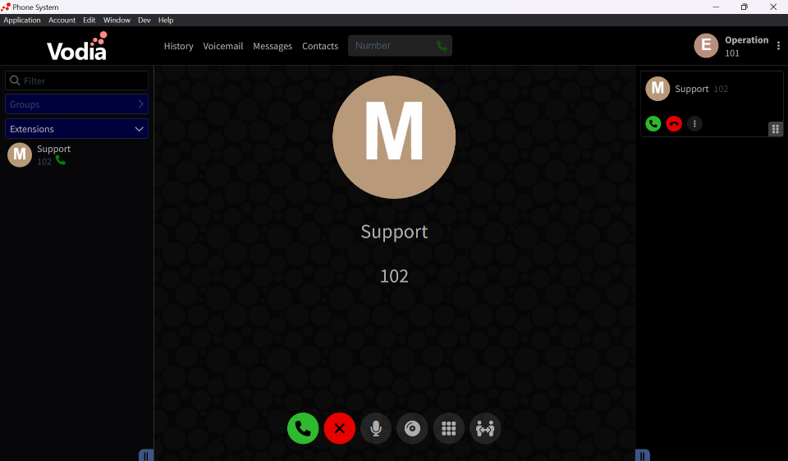 Phone System
Application Account Edit Window Dev Help
Vodia
History Voicemail Messages Contacts Number
E Operation
101
Filter
Groups
Extensions
M Support
102
M
Support
102
M Support 102